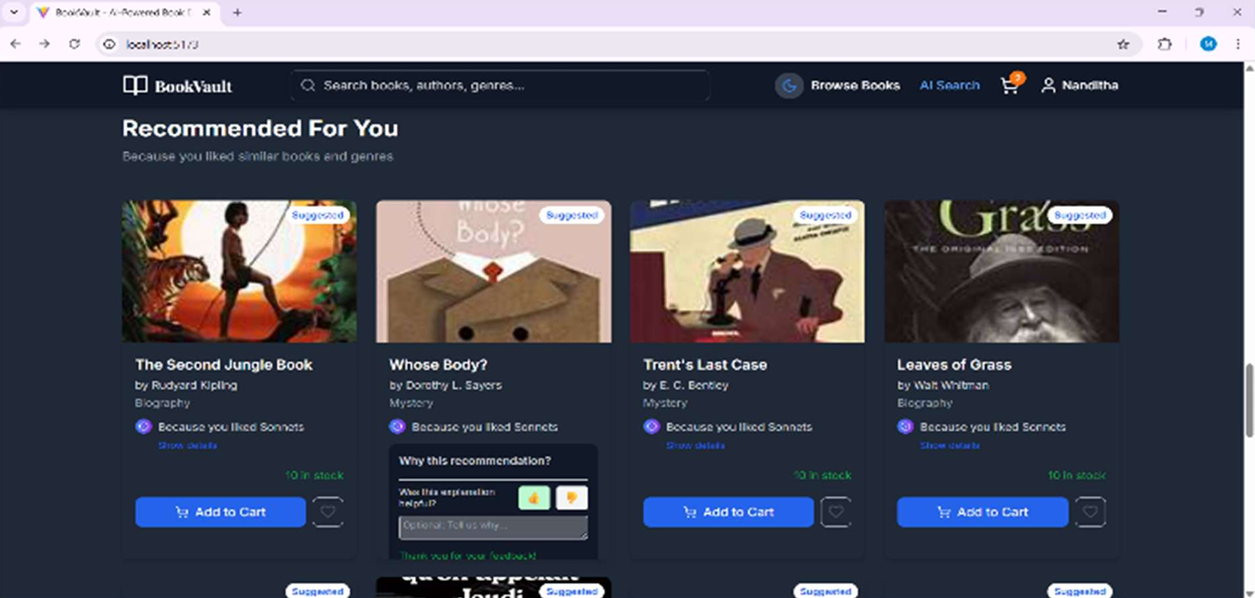 BookVault - AI-Powered Book
localhost:5173
BookVault
Search books, authors, genres...
Browse Books
AI Search
2
Nanditha
M
Recommended For You
Because you liked similar books and genres
Suggested
The Second Jungle Book
by Rudyard Kipling
Biography
Because you liked Sonnets
Show details
10 in stock
Add to Cart
Whose
Body?
Suggested
Whose Body?
by Dorothy L. Sayers
Mystery
Because you liked Sonnets
Why this recommendation?
Was this explanation
helpful?
Optional: Tell us why...
Thank you for your feedback!
Suggested
AGATHA CHRISTIE
Trent's Last Case
by E. C. Bentley
Mystery
Because you liked Sonnets
Show details
10 in stock
Add to Cart
Grass
Suggested
THE ORIGINAL 1855 EDITION
Leaves of Grass
by Walt Whitman
Biography
Because you liked Sonnets
Show details
10 in stock
Add to Cart
Suggested
qu'on appelait
Jeudi
Suggested
Suggested
Suggested